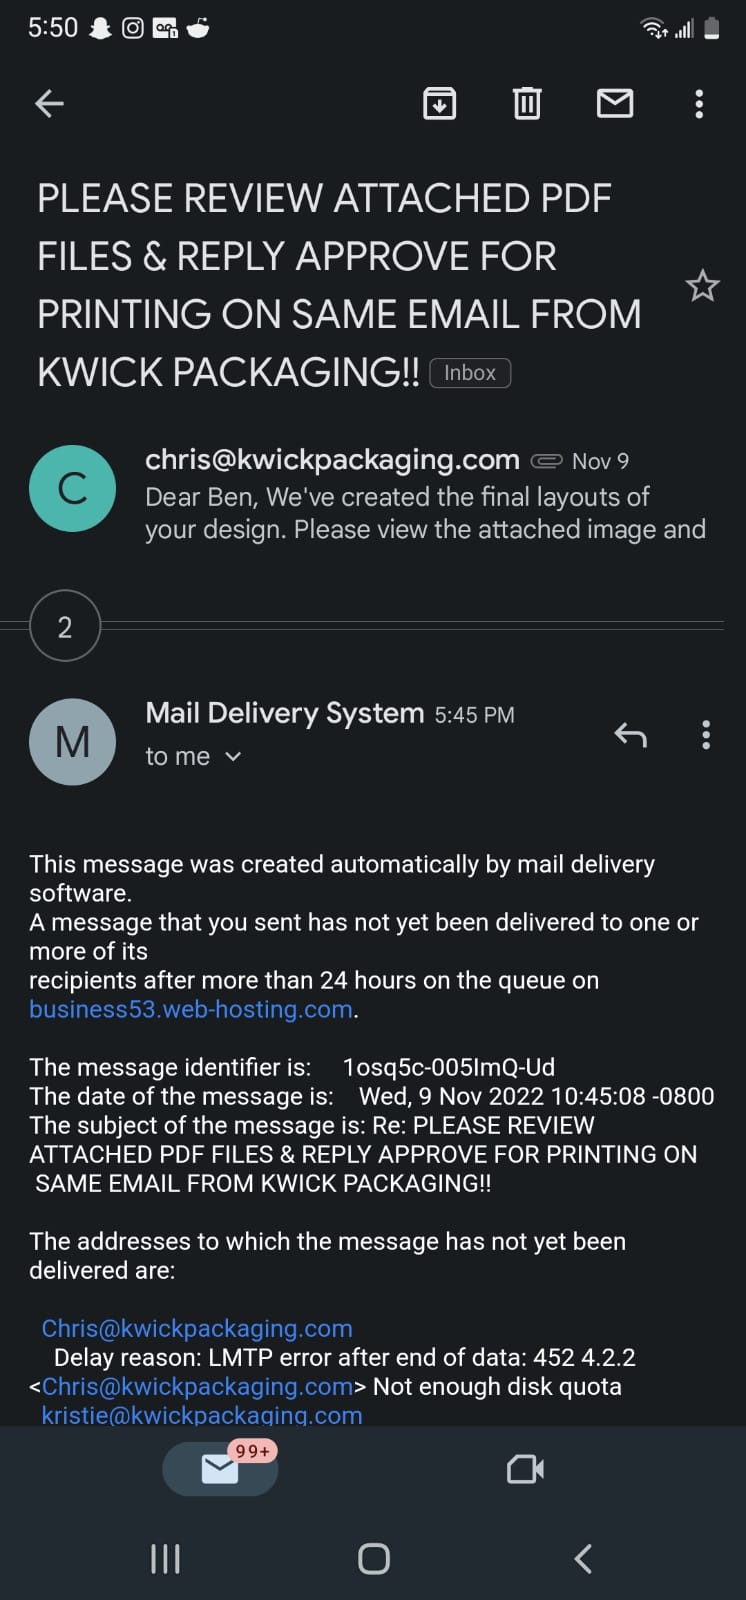 5:50
PLEASE REVIEW ATTACHED PDF
FILES & REPLY APPROVE FOR
PRINTING ON SAME EMAIL FROM
KWICK PACKAGING!! Inbox
C
chris@kwickpackaging.com Nov 9
Dear Ben, We've created the final layouts of
your design. Please view the attached image and
2
M
Mail Delivery System 5:45 PM
to me
This message was created automatically by mail delivery
software.
A message that you sent has not yet been delivered to one or
more of its
recipients after more than 24 hours on the queue on
business53.web-hosting.com.
The message identifier is: 1osq5c-005ImQ-Ud
The date of the message is: Wed, 9 Nov 2022 10:45:08 -0800
The subject of the message is: Re: PLEASE REVIEW
ATTACHED PDF FILES & REPLY APPROVE FOR PRINTING ON
SAME EMAIL FROM KWICK PACKAGING!!
The addresses to which the message has not yet been
delivered are:
Chris@kwickpackaging.com
Delay reason: LMTP error after end of data: 452 4.2.2
<Chris@kwickpackaging.com> Not enough disk quota
kristie@kwickpackaging.com
99+